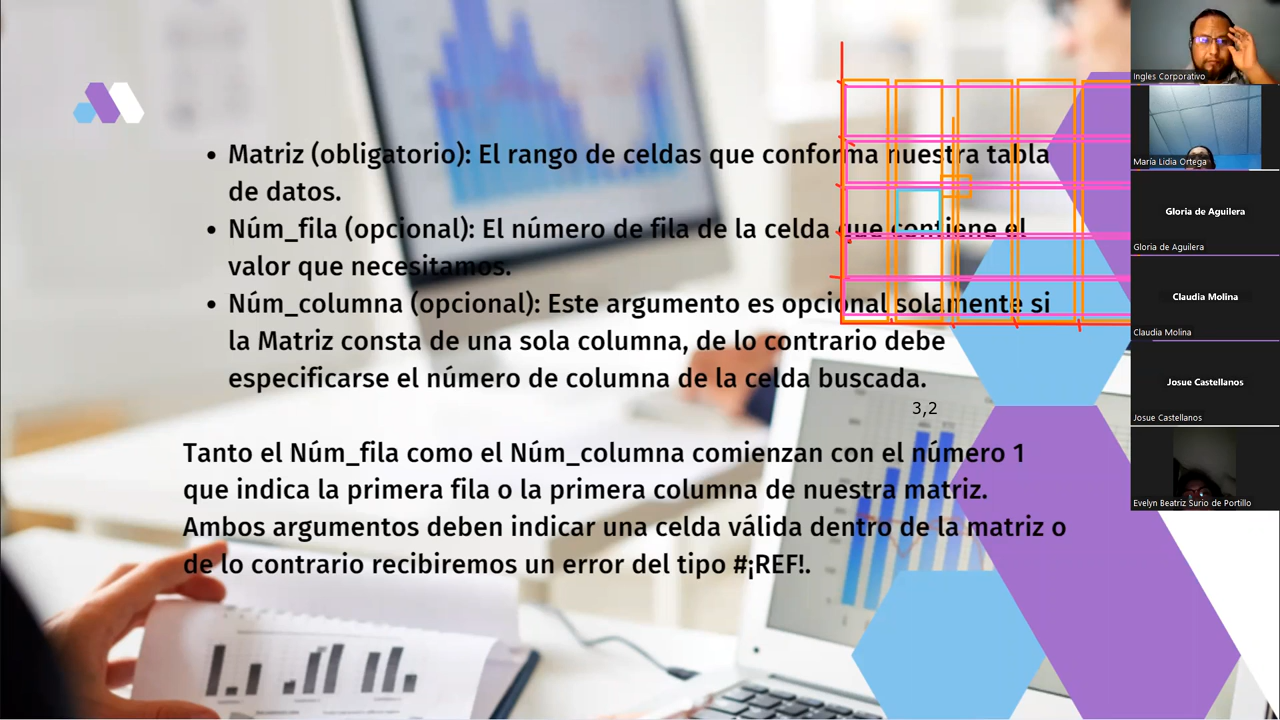 • Matriz (obligatorio): El rango de celdas que conforma nuestra tabla
de datos.
• Núm_fila (opcional): El número de fila de la celda que contiene el
valor que necesitamos.
• Núm_columna (opcional): Este argumento es opcional solamente si
la Matriz consta de una sola columna, de lo contrario debe
especificarse el número de columna de la celda buscada.
3,2
Tanto el Núm_fila como el Núm_columna comienzan con el número 1
que indica la primera fila o la primera columna de nuestra matriz.
Ambos argumentos deben indicar una celda válida dentro de la matriz o
de lo contrario recibiremos un error del tipo #¡REF!.
Ingles Corporativo
María Lidia Ortega
Gloria de Aguilera
Gloria de Aguilera
Claudia Molina
Claudia Molina
Josue Castellanos
Josue Castellanos
Evelyn Beatriz Surio de Portillo